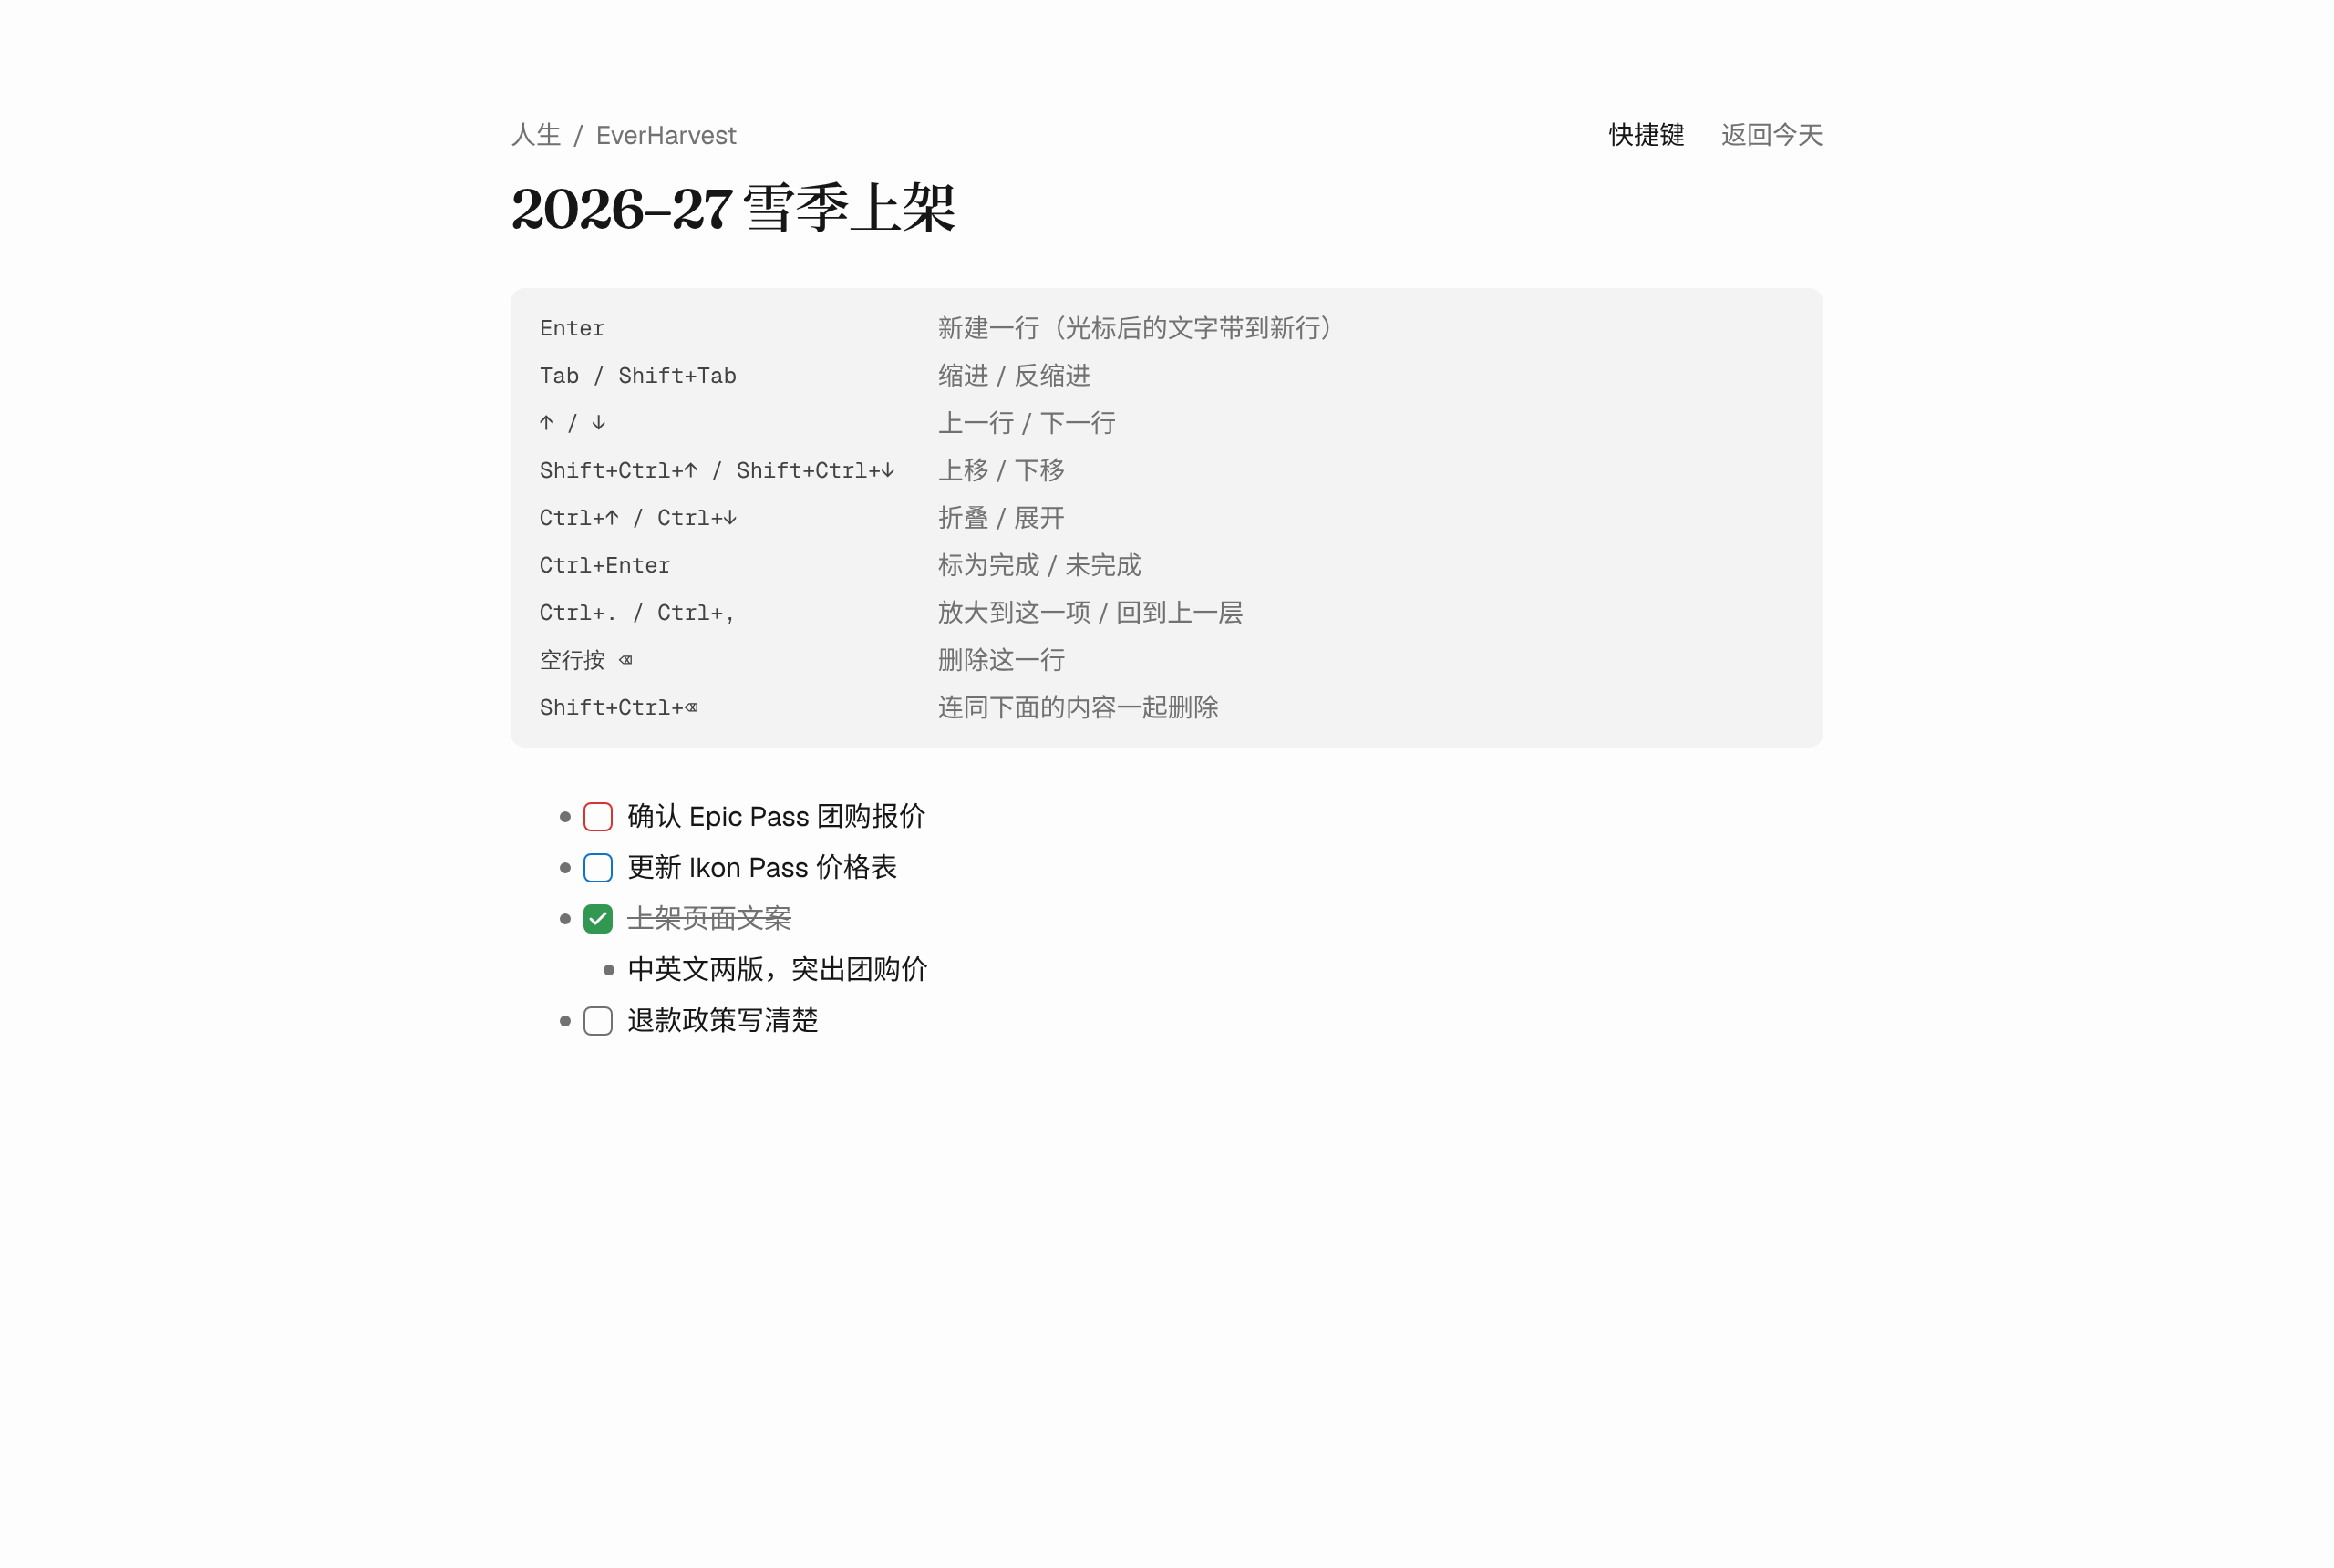 人生 / EverHarvest 快捷键 返回今天
2026–27 雪季上架
Enter 新建一行（光标后的文字带到新行）
Tab / Shift+Tab 缩进 / 反缩进
↑ / ↓ 上一行 / 下一行
Shift+Ctrl+↑ / Shift+Ctrl+↓ 上移 / 下移
Ctrl+↑ / Ctrl+↓ 折叠 / 展开
Ctrl+Enter 标为完成 / 未完成
Ctrl+. / Ctrl+, 放大到这一项 / 回到上一层
空行按 ⌫ 删除这一行
Shift+Ctrl+⌫ 连同下面的内容一起删除
确认 Epic Pass 团购报价
更新 Ikon Pass 价格表
上架页面文案
中英文两版，突出团购价
退款政策写清楚